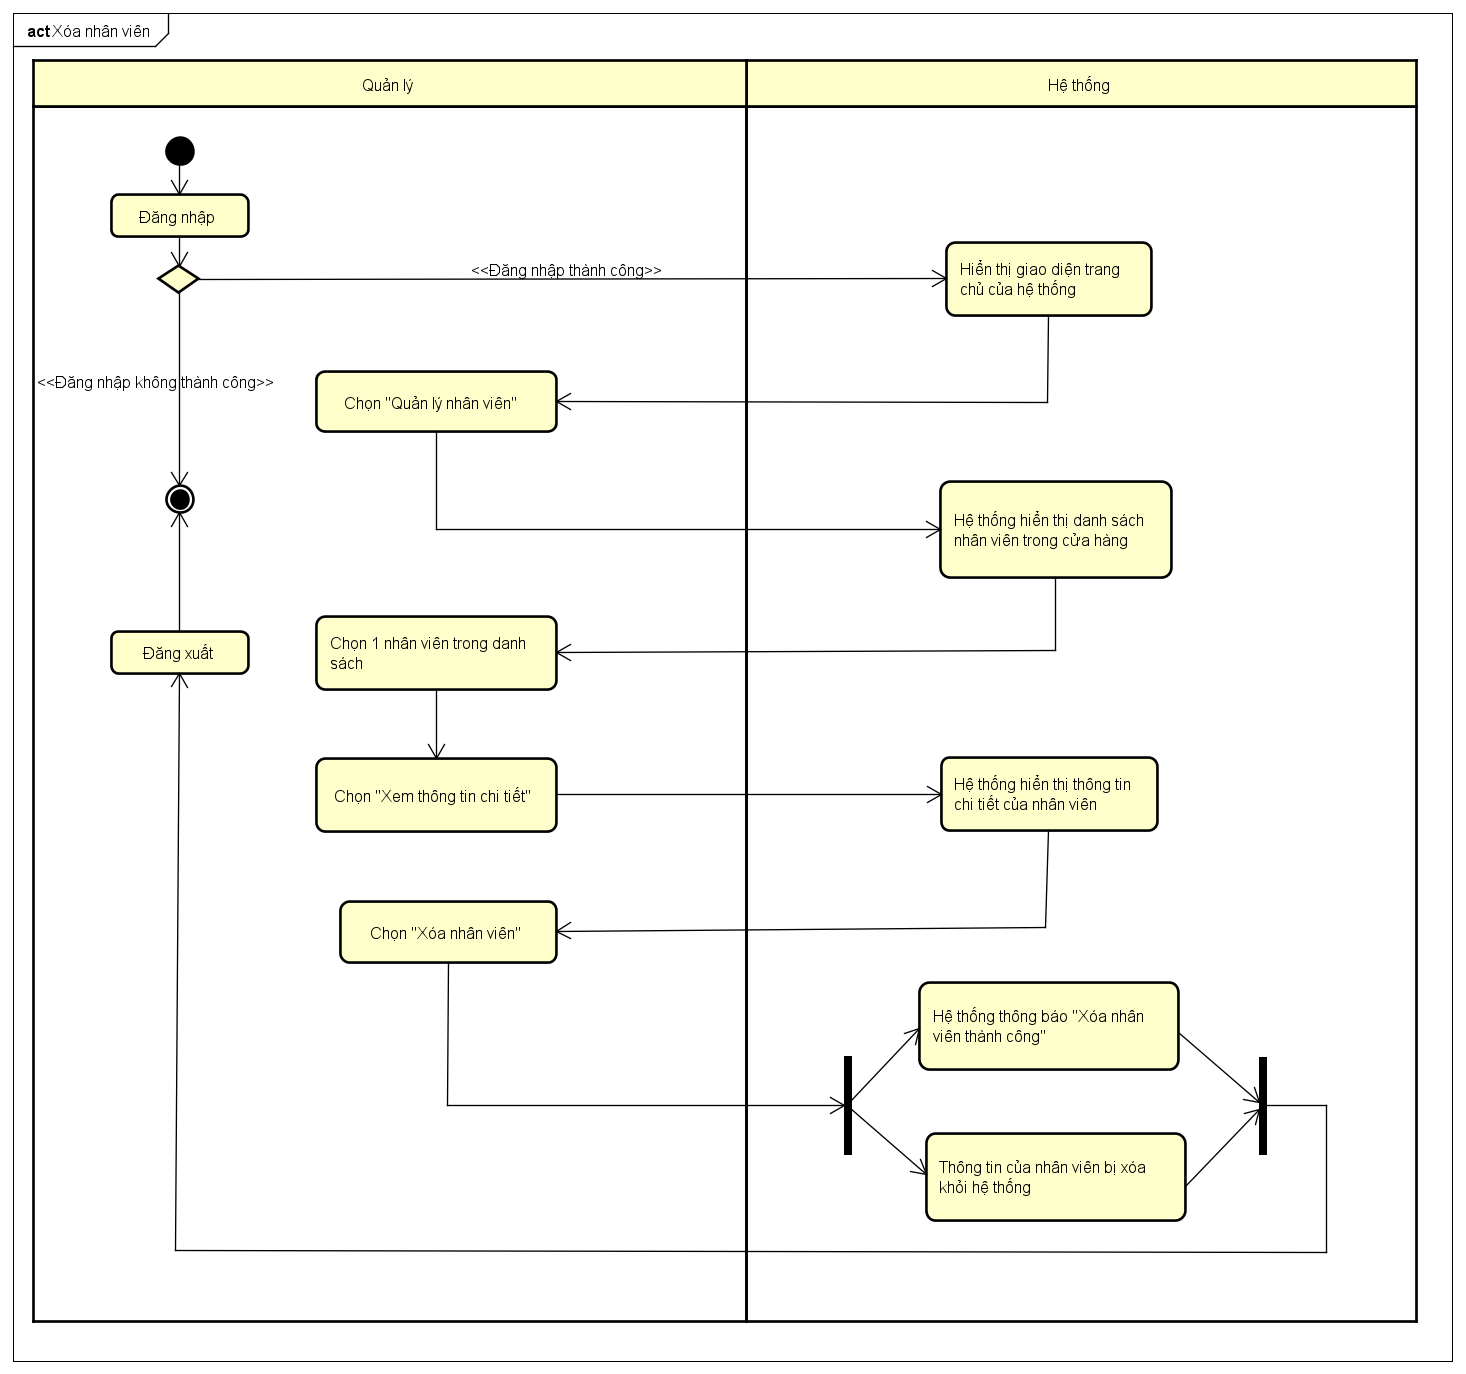 act Xóa nhân viên
Quản lý
Hệ thống
Đăng nhập
<<Đăng nhập thành công>>
Hiển thị giao diện trang
chủ của hệ thống
<<Đăng nhập không thành công>>
Chọn "Quản lý nhân viên"
Hệ thống hiển thị danh sách
nhân viên trong cửa hàng
Chọn 1 nhân viên trong danh
sách
Đăng xuất
Chọn "Xem thông tin chi tiết"
Hệ thống hiển thị thông tin
chi tiết của nhân viên
Chọn "Xóa nhân viên"
Hệ thống thông báo "Xóa nhân
viên thành công"
Thông tin của nhân viên bị xóa
khỏi hệ thống